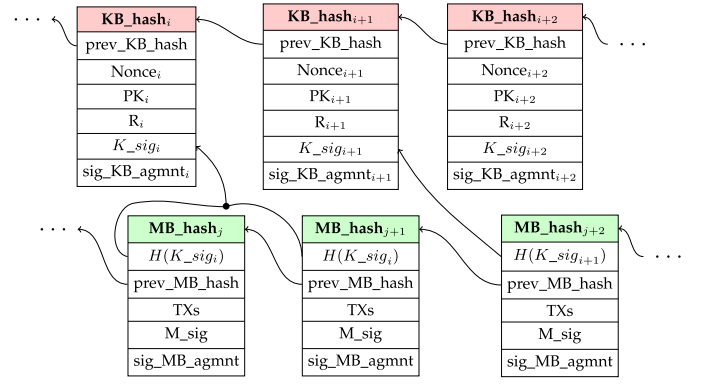 ... KB_hash_i KB_hash_{i+1} KB_hash_{i+2}
prev_KB_hash prev_KB_hash prev_KB_hash ...
Nonce_i Nonce_{i+1} Nonce_{i+2}
PK_i PK_{i+1} PK_{i+2}
R_i R_{i+1} R_{i+2}
K_sig_i K_sig_{i+1} K_sig_{i+2}
sig_KB_agmnt_i sig_KB_agmnt_{i+1} sig_KB_agmnt_{i+2}
... MB_hash_j MB_hash_{j+1} MB_hash_{j+2}
H(K_sig_i) H(K_sig_i) H(K_sig_{i+1}) ...
prev_MB_hash prev_MB_hash prev_MB_hash
TXs TXs TXs
M_sig M_sig M_sig
sig_MB_agmnt sig_MB_agmnt sig_MB_agmnt